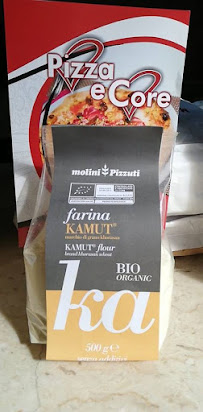 Pizza
e Core
molini Pizzuti
farina
KAMUT®
KAMUT® flour
BIO
ORGANIC
ka
500 g e